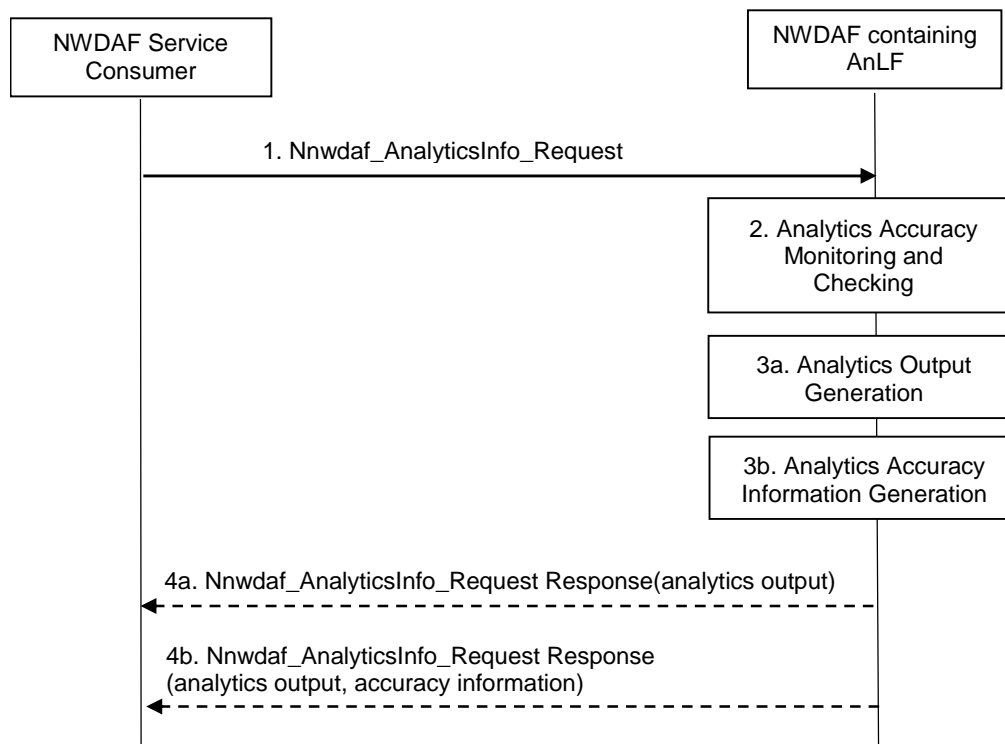 NWDAF Service
Consumer
NWDAF containing
AnLF
1. Nnwdaf_AnalyticsInfo_Request
2. Analytics Accuracy
Monitoring and
Checking
3a. Analytics Output
Generation
3b. Analytics Accuracy
Information Generation
4a. Nnwdaf_AnalyticsInfo_Request Response(analytics output)
4b. Nnwdaf_AnalyticsInfo_Request Response
(analytics output, accuracy information)